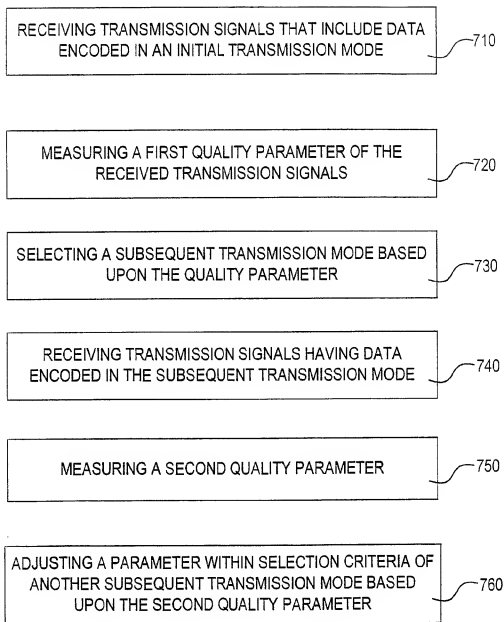 RECEIVING TRANSMISSION SIGNALS THAT INCLUDE DATA
ENCODED IN AN INITIAL TRANSMISSION MODE
710
MEASURING A FIRST QUALITY PARAMETER OF THE
RECEIVED TRANSMISSION SIGNALS
720
SELECTING A SUBSEQUENT TRANSMISSION MODE BASED
UPON THE QUALITY PARAMETER
730
RECEIVING TRANSMISSION SIGNALS HAVING DATA
ENCODED IN THE SUBSEQUENT TRANSMISSION MODE
740
MEASURING A SECOND QUALITY PARAMETER
750
ADJUSTING A PARAMETER WITHIN SELECTION CRITERIA OF
ANOTHER SUBSEQUENT TRANSMISSION MODE BASED
UPON THE SECOND QUALITY PARAMETER
760